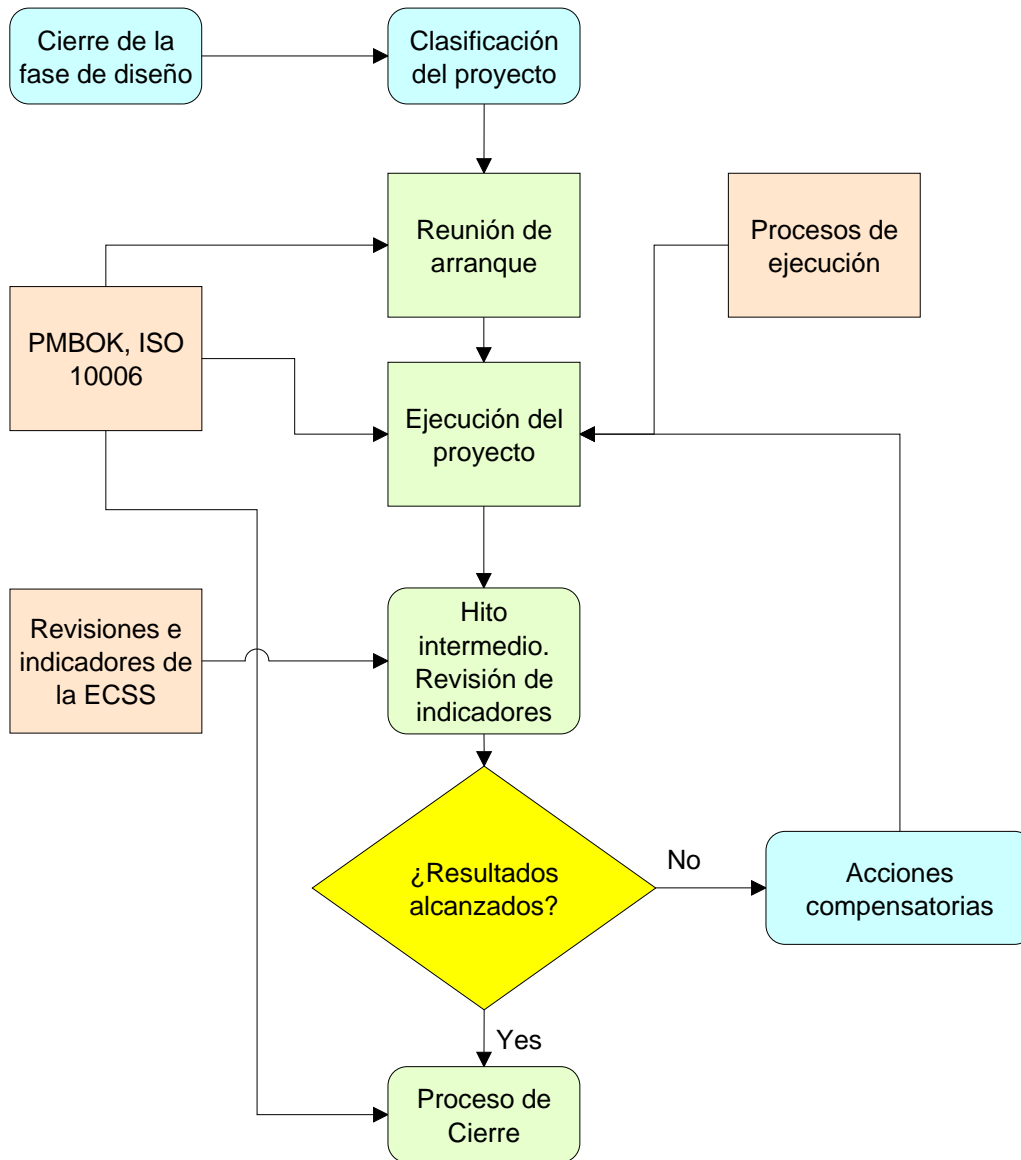 Cierre de la
fase de diseño
Clasificación
del proyecto
Reunión de
arranque
Procesos de
ejecución
PMBOK, ISO
10006
Ejecución del
proyecto
Revisiones e
indicadores de
la ECSS
Hito
intermedio.
Revisión de
indicadores
¿Resultados
alcanzados?
No
Acciones
compensatorias
Yes
Proceso de
Cierre